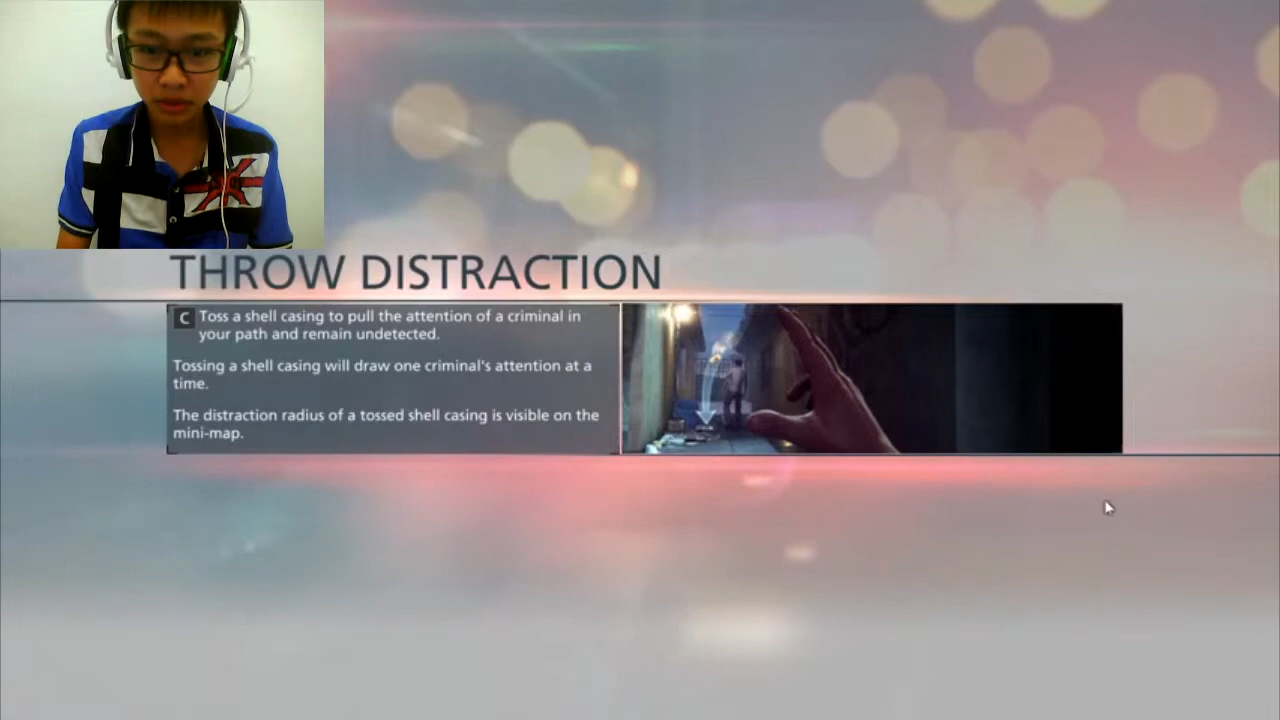 THROW DISTRACTION
C Toss a shell casing to pull the attention of a criminal in
your path and remain undetected.
Tossing a shell casing will draw one criminal's attention at a
time.
The distraction radius of a tossed shell casing is visible on the
mini-map.